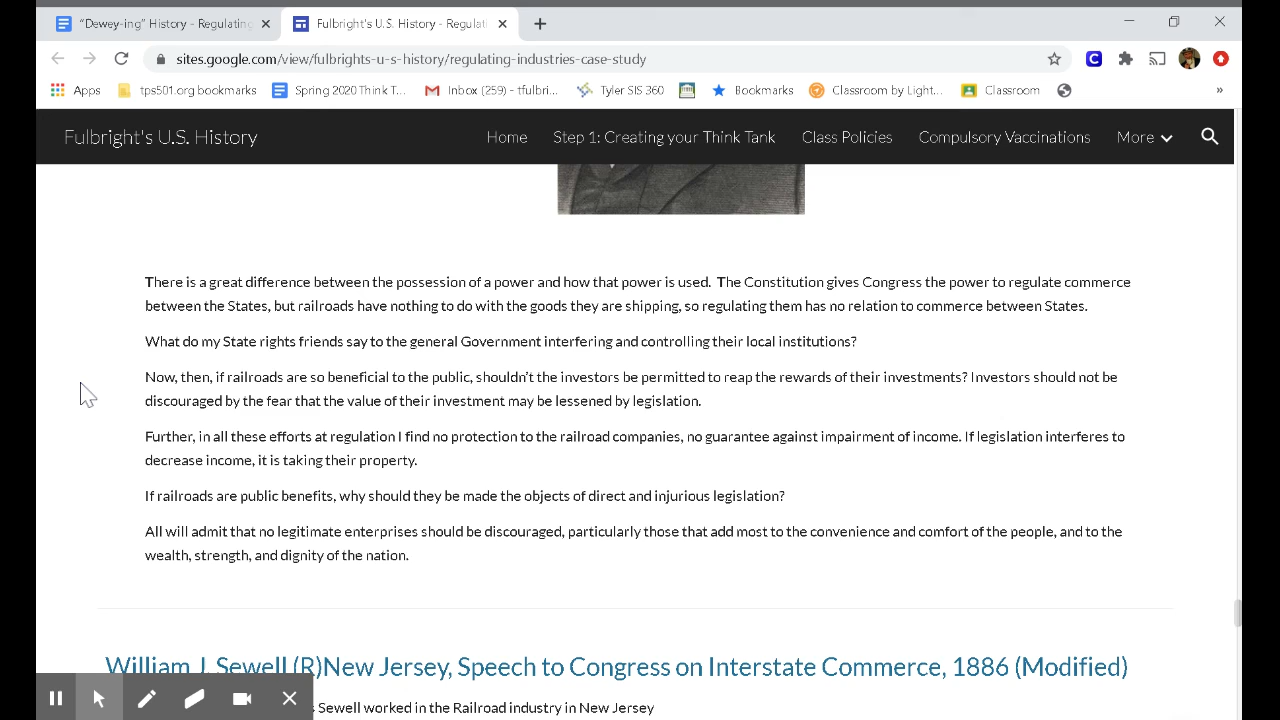 "Dewey-ing" History - Regulating
Fulbright's U.S. History - Regulati
sites.google.com/view/fulbrights-u-s-history/regulating-industries-case-study
Apps
tps501.org bookmarks
Spring 2020 Think T...
Inbox (259) - tfulbri...
Tyler SIS 360
Bookmarks
Classroom by Light...
Classroom
»
Fulbright's U.S. History
Home
Step 1: Creating your Think Tank
Class Policies
Compulsory Vaccinations
More
There is a great difference between the possession of a power and how that power is used. The Constitution gives Congress the power to regulate commerce
between the States, but railroads have nothing to do with the goods they are shipping, so regulating them has no relation to commerce between States.
What do my State rights friends say to the general Government interfering and controlling their local institutions?
Now, then, if railroads are so beneficial to the public, shouldn't the investors be permitted to reap the rewards of their investments? Investors should not be
discouraged by the fear that the value of their investment may be lessened by legislation.
Further, in all these efforts at regulation I find no protection to the railroad companies, no guarantee against impairment of income. If legislation interferes to
decrease income, it is taking their property.
If railroads are public benefits, why should they be made the objects of direct and injurious legislation?
All will admit that no legitimate enterprises should be discouraged, particularly those that add most to the convenience and comfort of the people, and to the
wealth, strength, and dignity of the nation.
William J. Sewell (R)New Jersey, Speech to Congress on Interstate Commerce, 1886 (Modified)
s Sewell worked in the Railroad industry in New Jersey